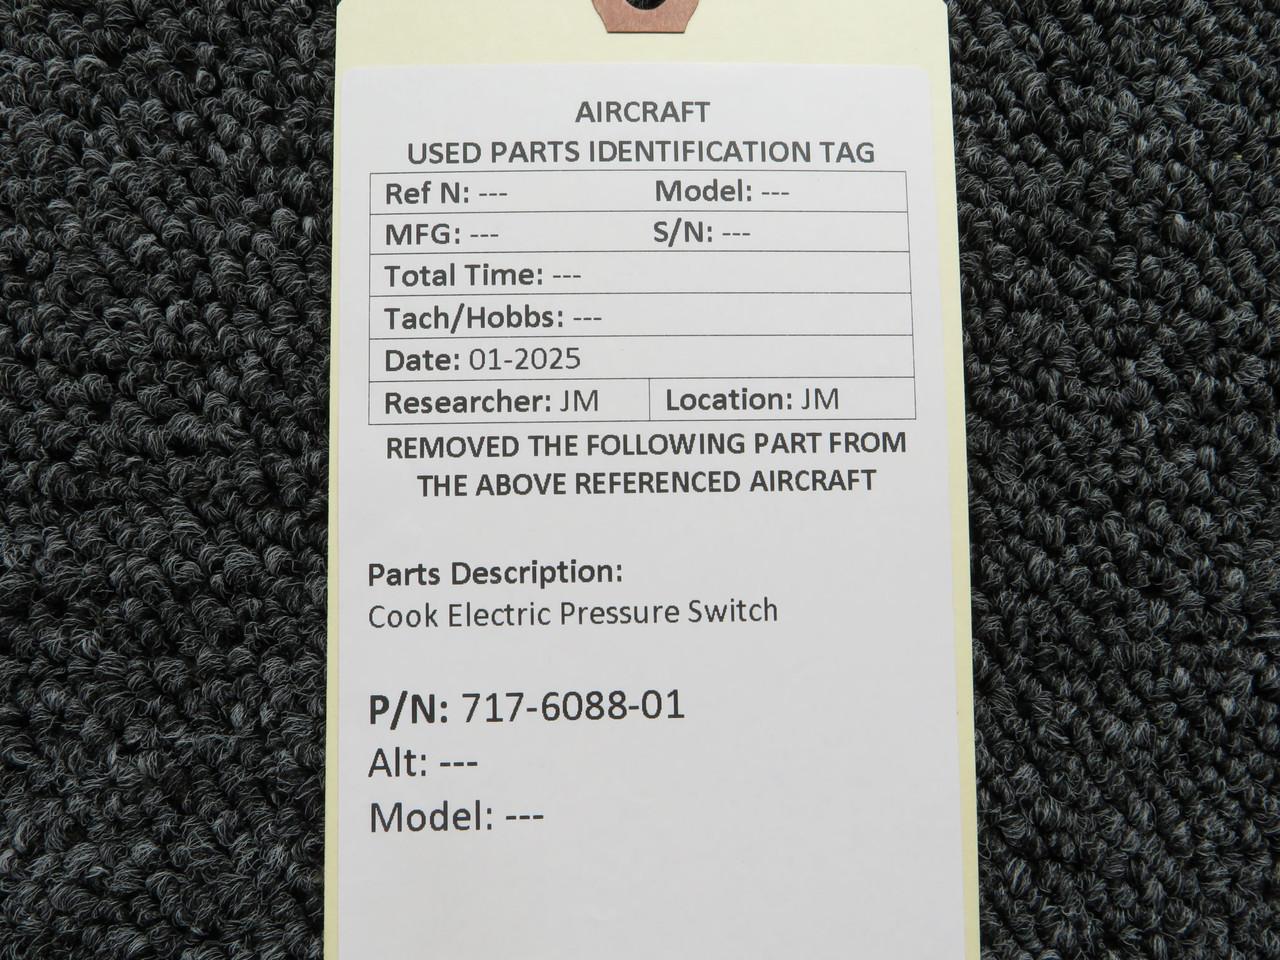 AIRCRAFT
USED PARTS IDENTIFICATION TAG
Ref N: --- Model: ---
MFG: --- S/N: ---
Total Time: ---
Tach/Hobbs: ---
Date: 01-2025
Researcher: JM Location: JM
REMOVED THE FOLLOWING PART FROM
THE ABOVE REFERENCED AIRCRAFT
Parts Description:
Cook Electric Pressure Switch
P/N: 717-6088-01
Alt: ---
Model: ---